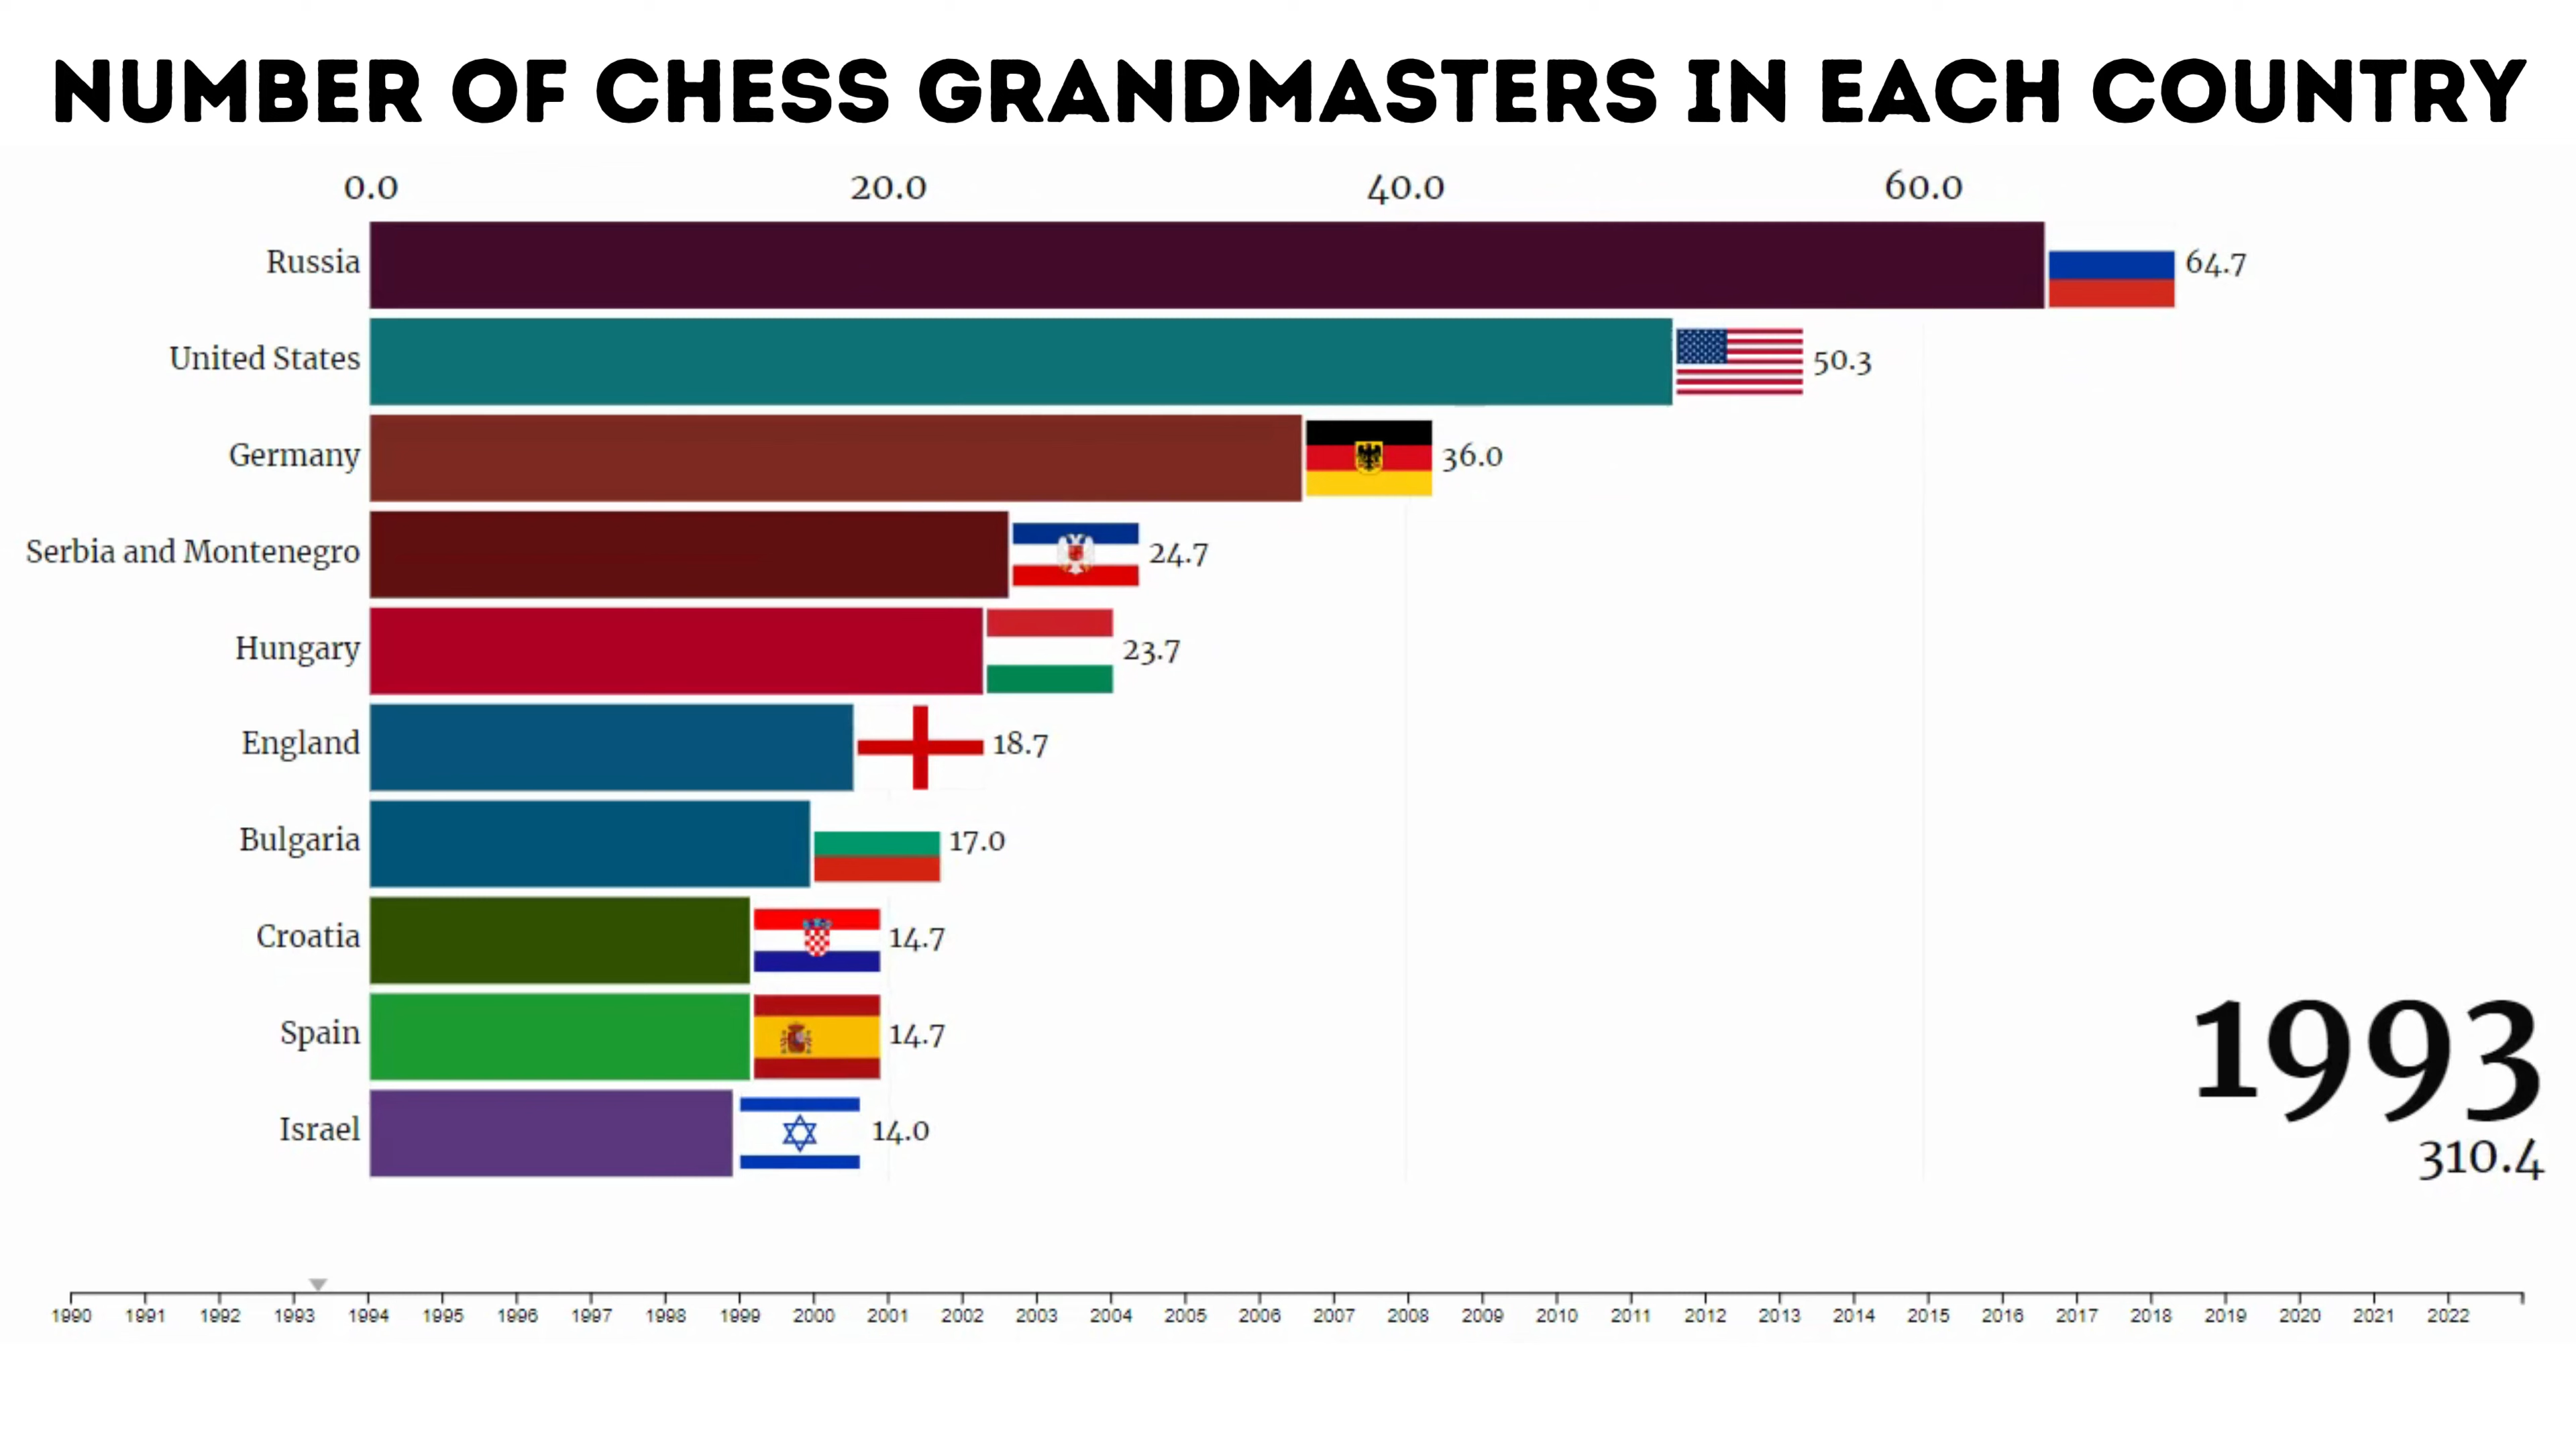 NUMBER OF CHESS GRANDMASTERS IN EACH COUNTRY
0.0 20.0 40.0 60.0
Russia 64.7
United States 50.3
Germany 36.0
Serbia and Montenegro 24.7
Hungary 23.7
England 18.7
Bulgaria 17.0
Croatia 14.7
Spain 14.7
Israel 14.0
1993
310.4
1990 1991 1992 1993 1994 1995 1996 1997 1998 1999 2000 2001 2002 2003 2004 2005 2006 2007 2008 2009 2010 2011 2012 2013 2014 2015 2016 2017 2018 2019 2020 2021 2022